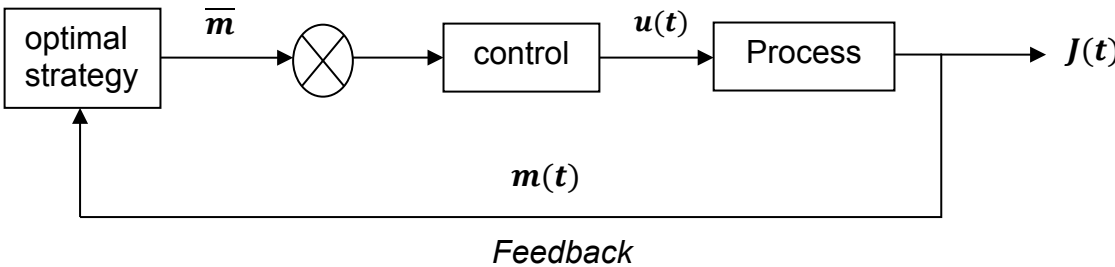 optimal
strategy
m̅
control
u(t)
Process
J(t)
m(t)
Feedback